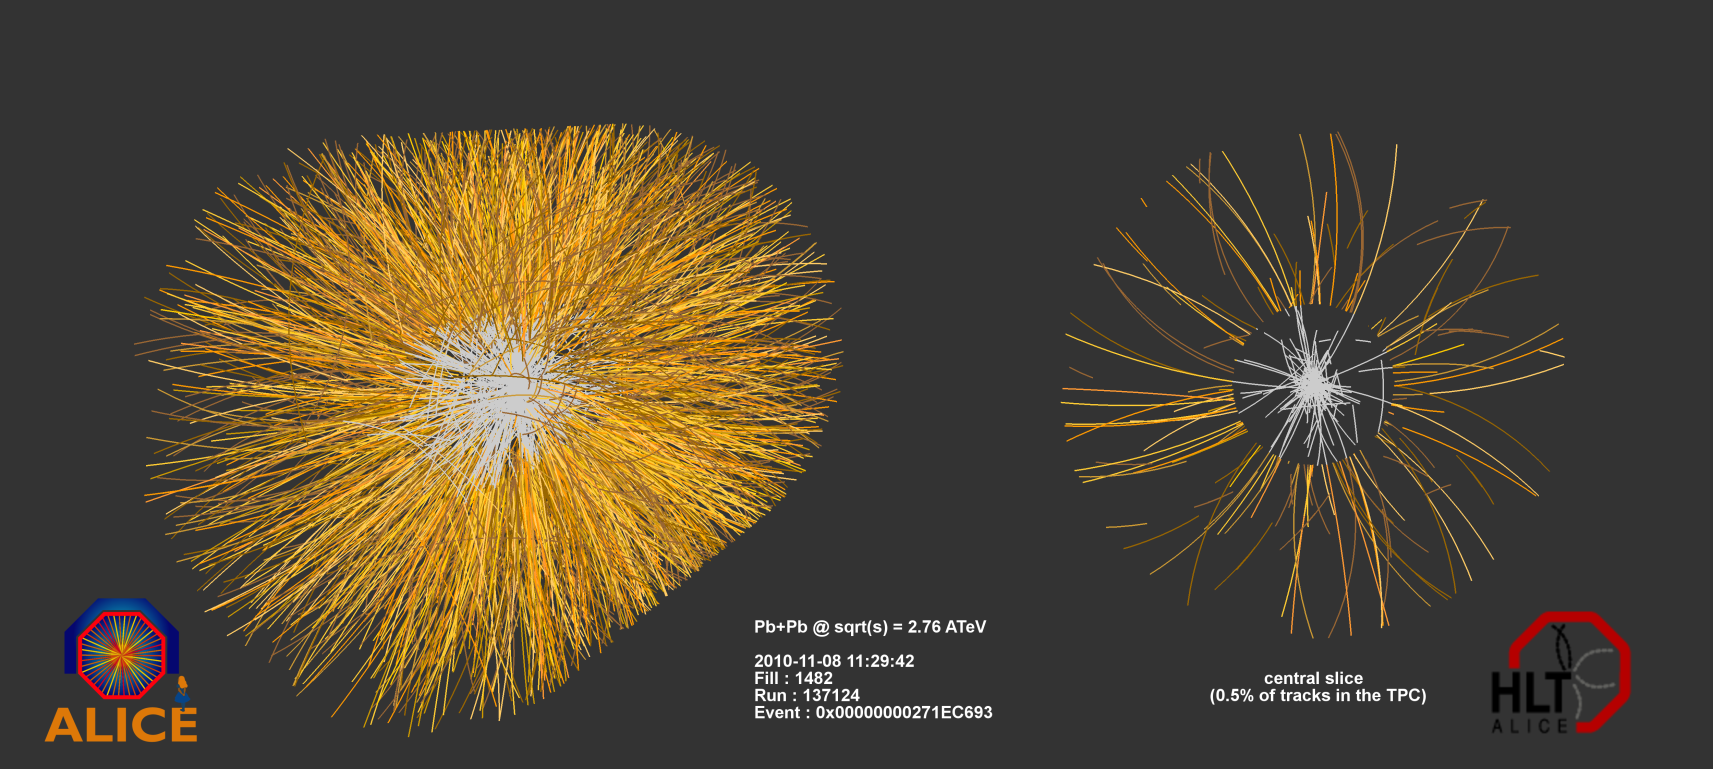 Pb+Pb @ sqrt(s) = 2.76 ATeV
2010-11-08 11:29:42
Fill : 1482
Run : 137124
Event : 0x00000000271EC693
central slice
(0.5% of tracks in the TPC)
ALICE
HLT
ALICE